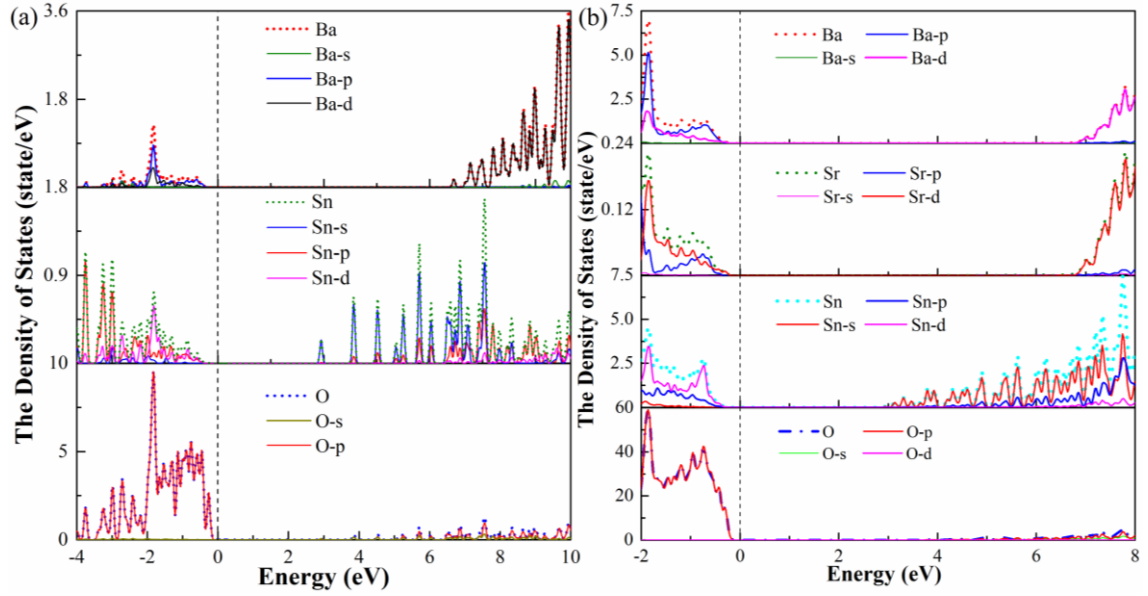 (a)
The Density of States (state/eV)
3.6
1.8
1.8
0.9
10
5
0
Ba
Ba-s
Ba-p
Ba-d
Sn
Sn-s
Sn-p
Sn-d
O
O-s
O-p
-4 -2 0 2 4 6 8 10
Energy (eV)
(b)
The Density of States (state/eV)
7.5
5.0
2.5
0.24
0.12
7.5
5.0
2.5
60
40
20
0
Ba Ba-p
Ba-s Ba-d
Sr Sr-p
Sr-s Sr-d
Sn Sn-p
Sn-s Sn-d
O O-p
O-s O-d
-2 0 2 4 6 8
Energy (eV)